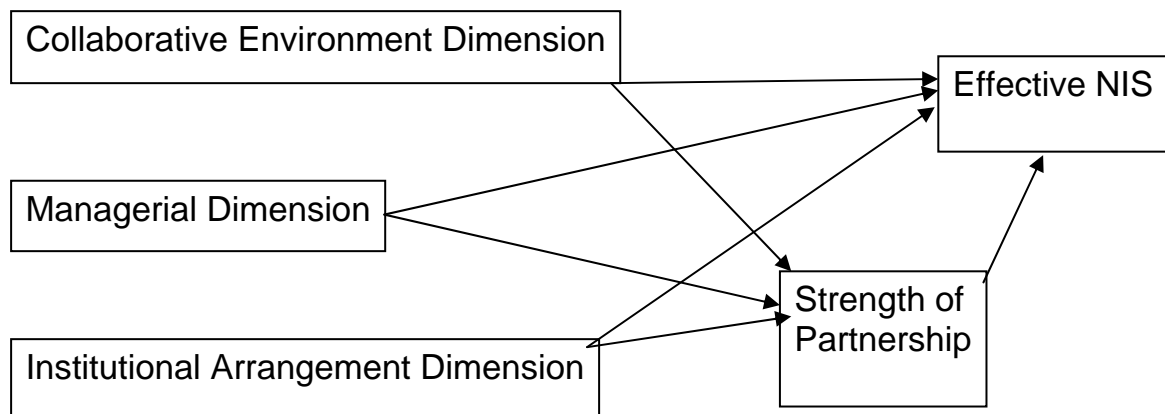 Collaborative Environment Dimension
Effective NIS
Managerial Dimension
Strength of
Partnership
Institutional Arrangement Dimension